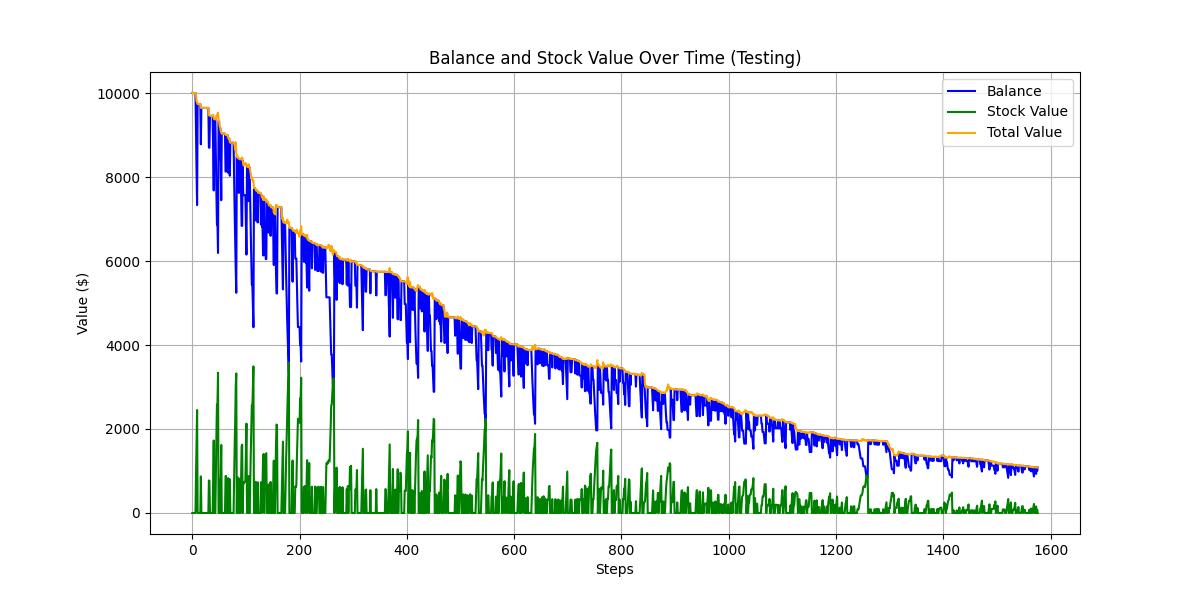 Balance and Stock Value Over Time (Testing)
Balance
Stock Value
Total Value
10000
8000
6000
4000
2000
0
Value ($)
0 200 400 600 800 1000 1200 1400 1600
Steps